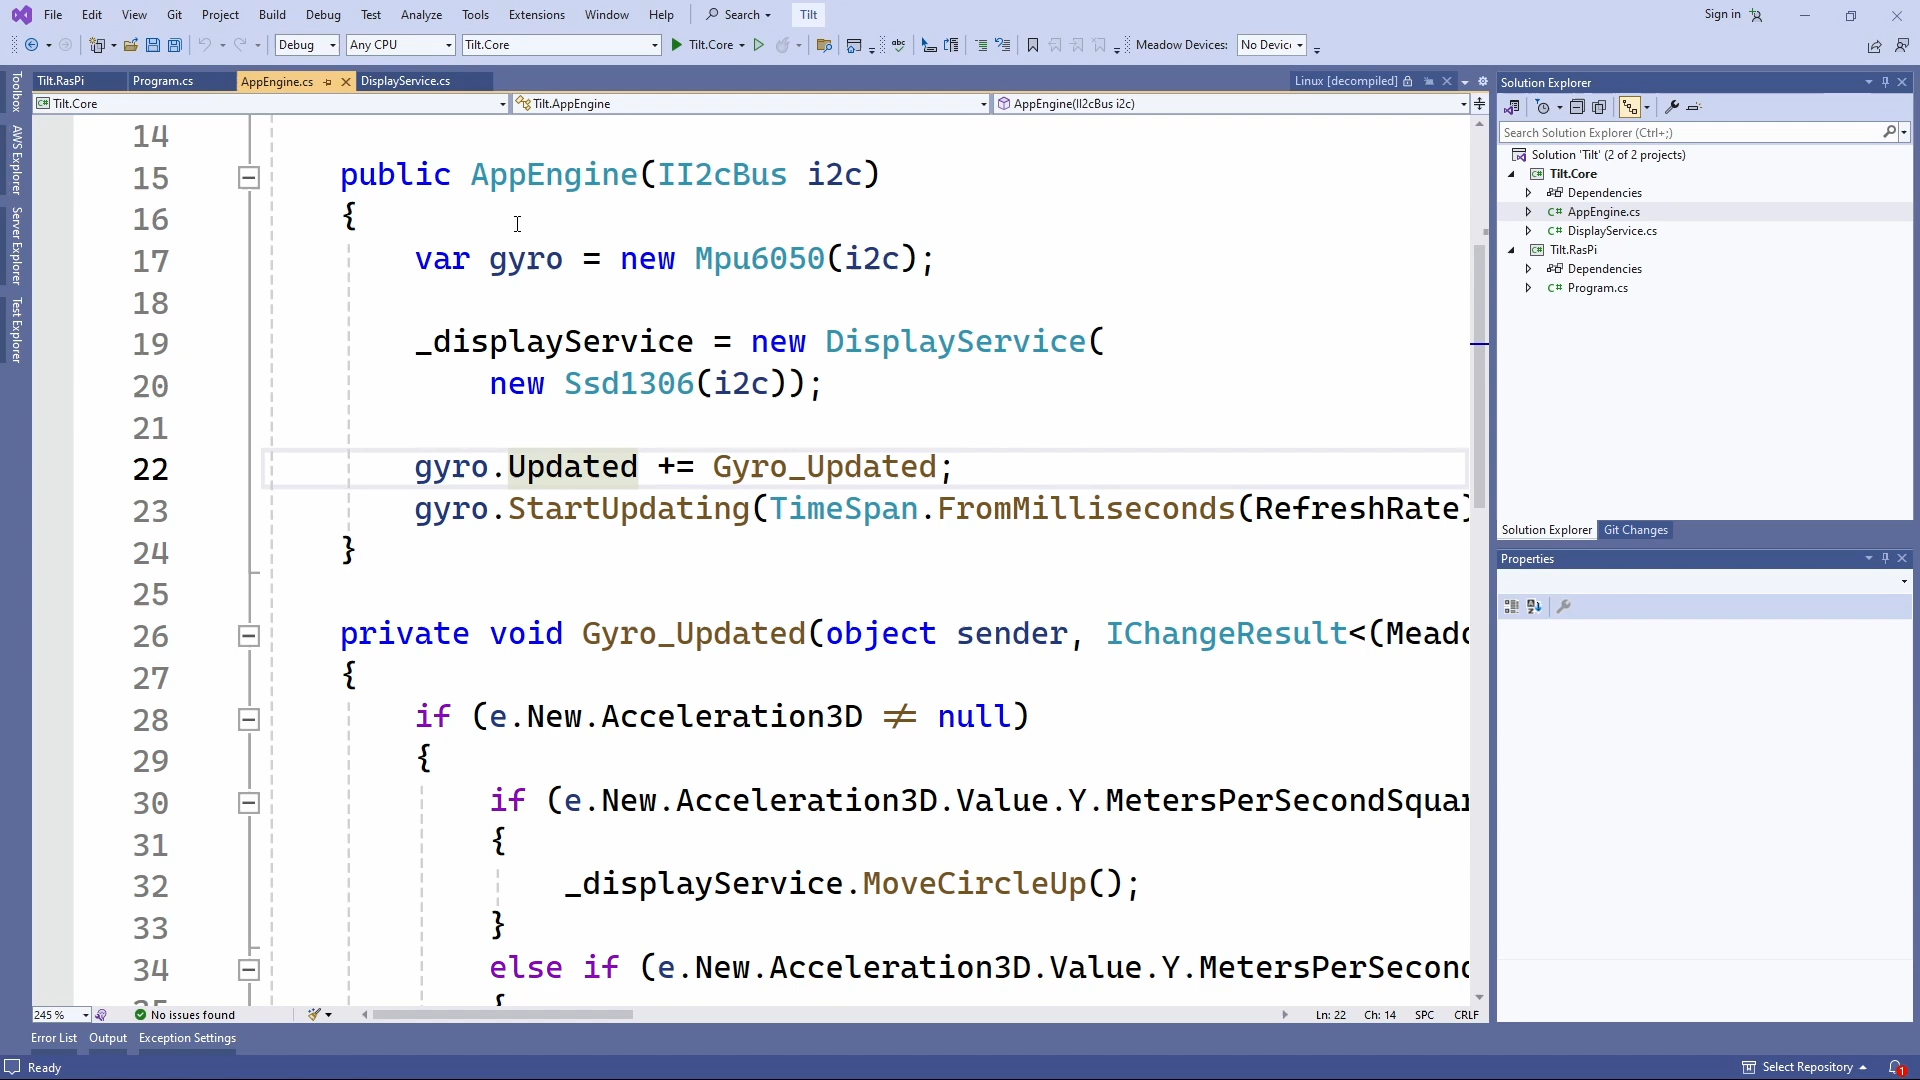 File Edit View Git Project Build Debug Test Analyze Tools Extensions Window Help Search Tilt Sign in
Debug Any CPU Tilt.Core Tilt.Core Meadow Devices: No Devic
Toolbox
AWS Explorer
Server Explorer
Test Explorer
Tilt.RasPi Program.cs AppEngine.cs DisplayService.cs Linux [decompiled]
Tilt.Core Tilt.AppEngine AppEngine(II2cBus i2c)
14
15 public AppEngine(II2cBus i2c)
16 {
17 var gyro = new Mpu6050(i2c);
18
19 _displayService = new DisplayService(
20 new Ssd1306(i2c));
21
22 gyro.Updated += Gyro_Updated;
23 gyro.StartUpdating(TimeSpan.FromMilliseconds(RefreshRate)
24 }
25
26 private void Gyro_Updated(object sender, IChangeResult<(Meado
27 {
28 if (e.New.Acceleration3D ≠ null)
29 {
30 if (e.New.Acceleration3D.Value.Y.MetersPerSecondSquar
31 {
32 _displayService.MoveCircleUp();
33 }
34 else if (e.New.Acceleration3D.Value.Y.MetersPerSecond
35 {
245 % No issues found Ln: 22 Ch: 14 SPC CRLF
Error List Output Exception Settings
Ready Select Repository 1
Solution Explorer
Search Solution Explorer (Ctrl+;)
Solution 'Tilt' (2 of 2 projects)
C# Tilt.Core
Dependencies
C# AppEngine.cs
C# DisplayService.cs
C# Tilt.RasPi
Dependencies
C# Program.cs
Solution Explorer Git Changes
Properties